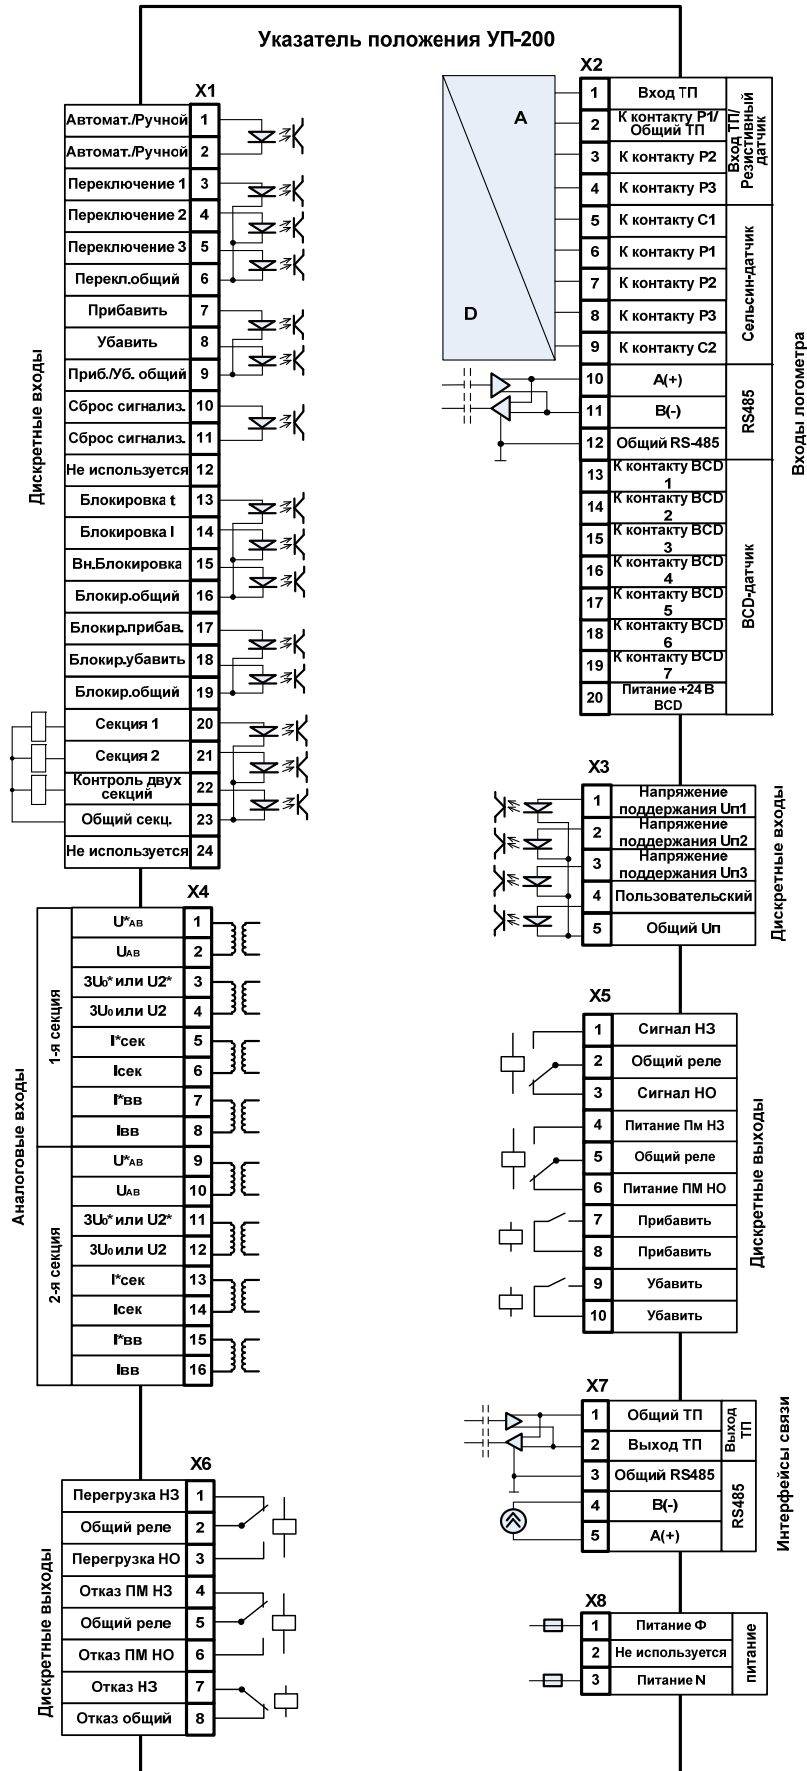 Указатель положения УП-200
X1
Дискретные входы
Автомат./Ручной 1
Автомат./Ручной 2
Переключение 1 3
Переключение 2 4
Переключение 3 5
Перекл.общий 6
Прибавить 7
Убавить 8
Приб./Уб. общий 9
Сброс сигнализ. 10
Сброс сигнализ. 11
Не используется 12
Блокировка t 13
Блокировка I 14
Вн.Блокировка 15
Блокир.общий 16
Блокир.прибав. 17
Блокир.убавить 18
Блокир.общий 19
Секция 1 20
Секция 2 21
Контроль двух
секций 22
Общий секц. 23
Не используется 24
X4
Аналоговые входы
1-я секция
U*AB 1
UAB 2
3U0* или U2* 3
3U0 или U2 4
I*сек 5
Iсек 6
I*вв 7
Iвв 8
2-я секция
U*AB 9
UAB 10
3U0* или U2* 11
3U0 или U2 12
I*сек 13
Iсек 14
I*вв 15
Iвв 16
X6
Дискретные выходы
Перегрузка НЗ 1
Общий реле 2
Перегрузка НО 3
Отказ ПМ НЗ 4
Общий реле 5
Отказ ПМ НО 6
Отказ НЗ 7
Отказ общий 8
X2
A
D
Входы логометра
1 Вход ТП
2 К контакту Р1/
Общий ТП
3 К контакту Р2
4 К контакту Р3
Вход ТП/
Резистивный
датчик
5 К контакту С1
6 К контакту Р1
7 К контакту Р2
8 К контакту Р3
9 К контакту С2
Сельсин-датчик
10 A(+)
11 B(-)
12 Общий RS-485
RS485
13 К контакту BCD
1
14 К контакту BCD
2
15 К контакту BCD
3
16 К контакту BCD
4
17 К контакту BCD
5
18 К контакту BCD
6
19 К контакту BCD
7
20 Питание +24 В
BCD
BCD-датчик
X3
Дискретные входы
1 Напряжение
поддержания Uп1
2 Напряжение
поддержания Uп2
3 Напряжение
поддержания Uп3
4 Пользовательский
5 Общий Uп
X5
Дискретные выходы
1 Сигнал НЗ
2 Общий реле
3 Сигнал НО
4 Питание Пм НЗ
5 Общий реле
6 Питание ПМ НО
7 Прибавить
8 Прибавить
9 Убавить
10 Убавить
X7
Интерфейсы связи
1 Общий ТП
2 Выход ТП
Выход
ТП
3 Общий RS485
4 B(-)
5 A(+)
RS485
X8
1 Питание Ф
2 Не используется
3 Питание N
питание